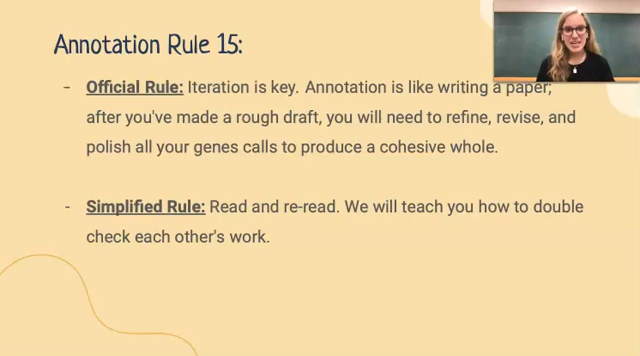 Annotation Rule 15:
- Official Rule: Iteration is key. Annotation is like writing a paper;
after you've made a rough draft, you will need to refine, revise, and
polish all your genes calls to produce a cohesive whole.
- Simplified Rule: Read and re-read. We will teach you how to double
check each other's work.